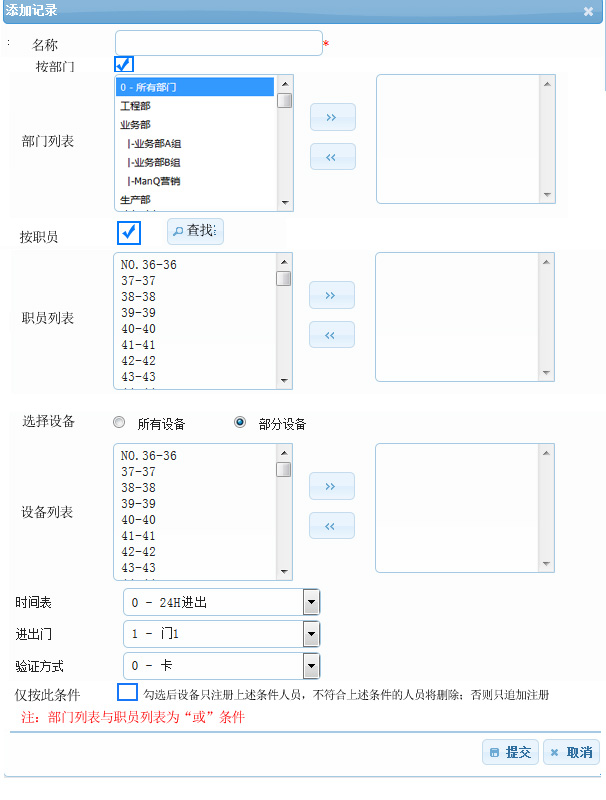 添加记录
: 名称 *
按部门
部门列表
0 - 所有部门
工程部
业务部
|-业务部A组
|-业务部B组
|-ManQ营销
生产部
>>
<<
按职员 查找
职员列表
NO.36-36
37-37
38-38
39-39
40-40
41-41
42-42
43-43
>>
<<
选择设备 所有设备 部分设备
设备列表
NO.36-36
37-37
38-38
39-39
40-40
41-41
42-42
43-43
>>
<<
时间表 0 - 24H进出
进出门 1 - 门1
验证方式 0 - 卡
仅按此条件 勾选后设备只注册上述条件人员，不符合上述条件的人员将删除；否则只追加注册
注：部门列表与职员列表为“或”条件
提交 取消